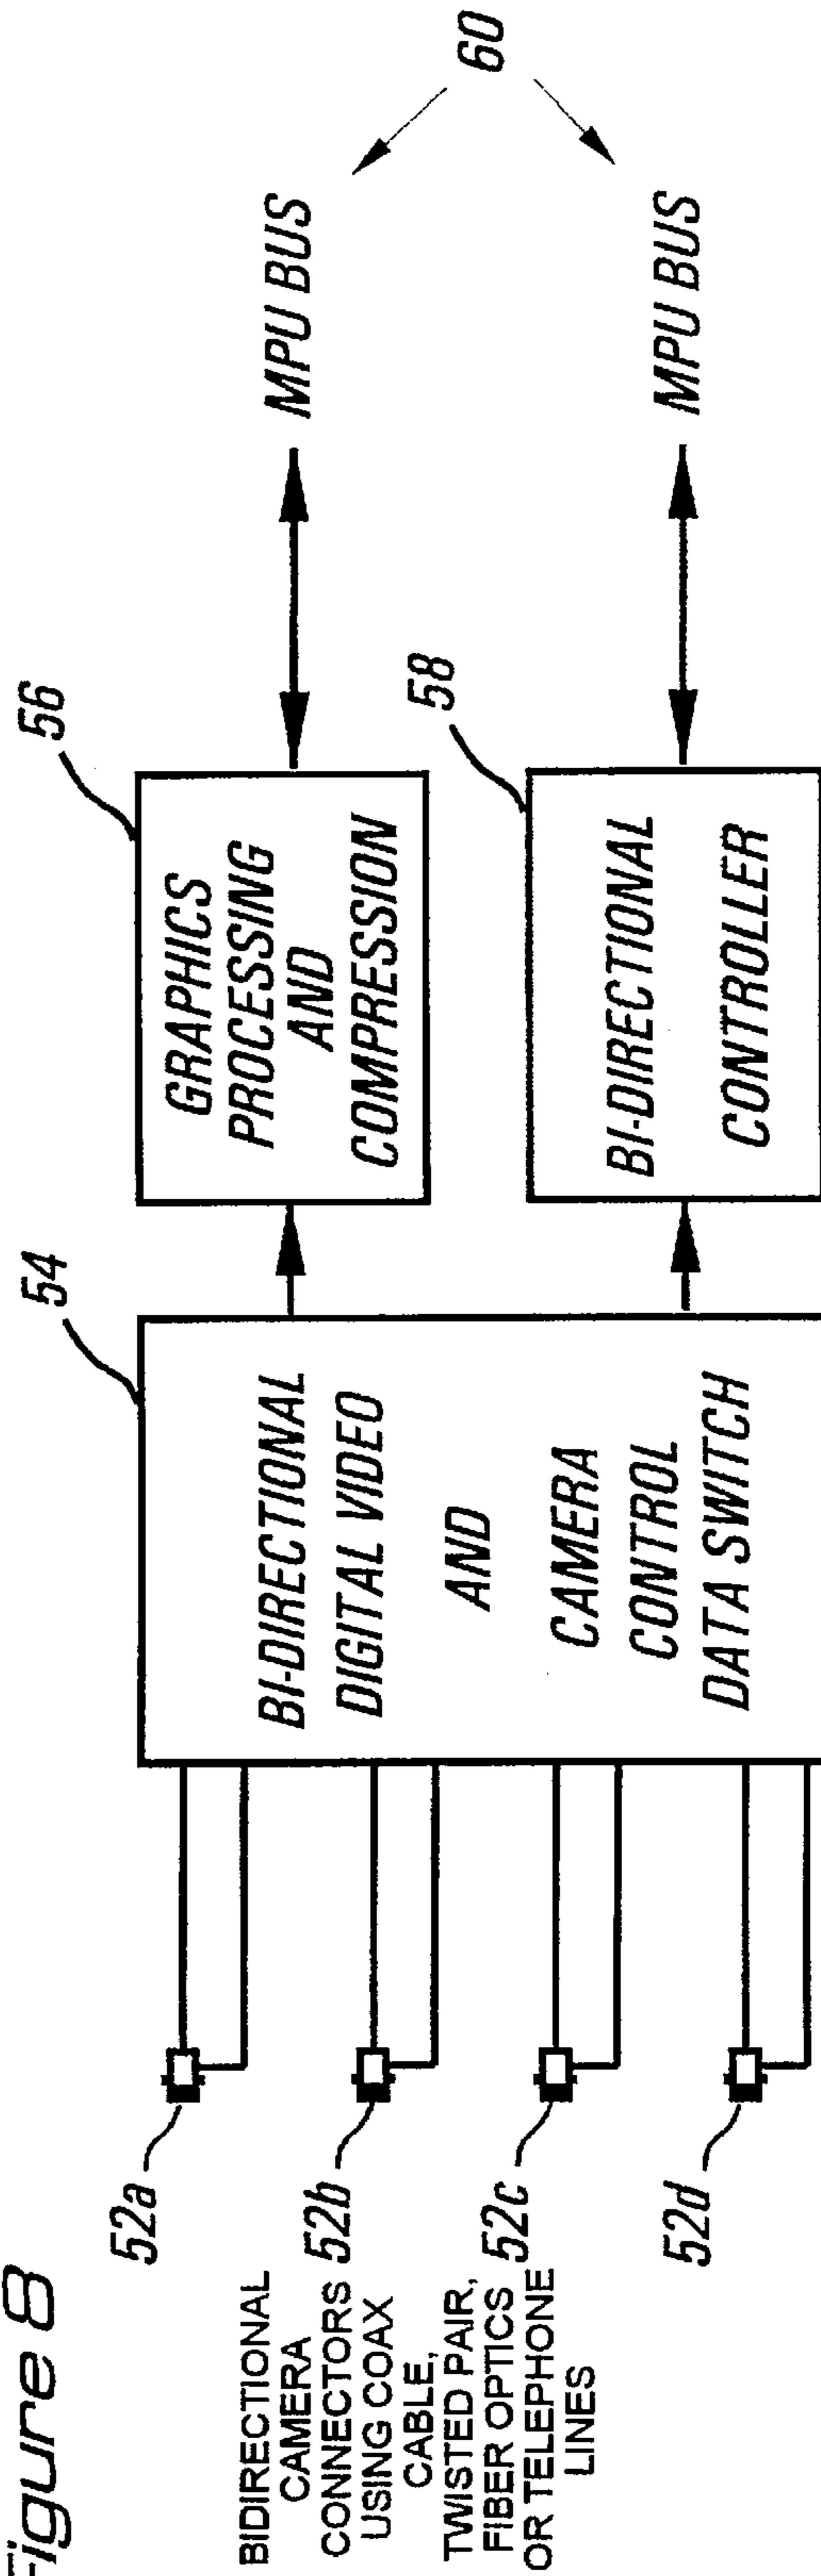 Figure 8
BIDIRECTIONAL
CAMERA
CONNECTORS
USING COAX
CABLE,
TWISTED PAIR,
FIBER OPTICS
OR TELEPHONE
LINES
52a
52b
52c
52d
54
BI-DIRECTIONAL
DIGITAL VIDEO
AND
CAMERA
CONTROL
DATA SWITCH
56
GRAPHICS
PROCESSING
AND
COMPRESSION
58
BI-DIRECTIONAL
CONTROLLER
MPU BUS
MPU BUS
60